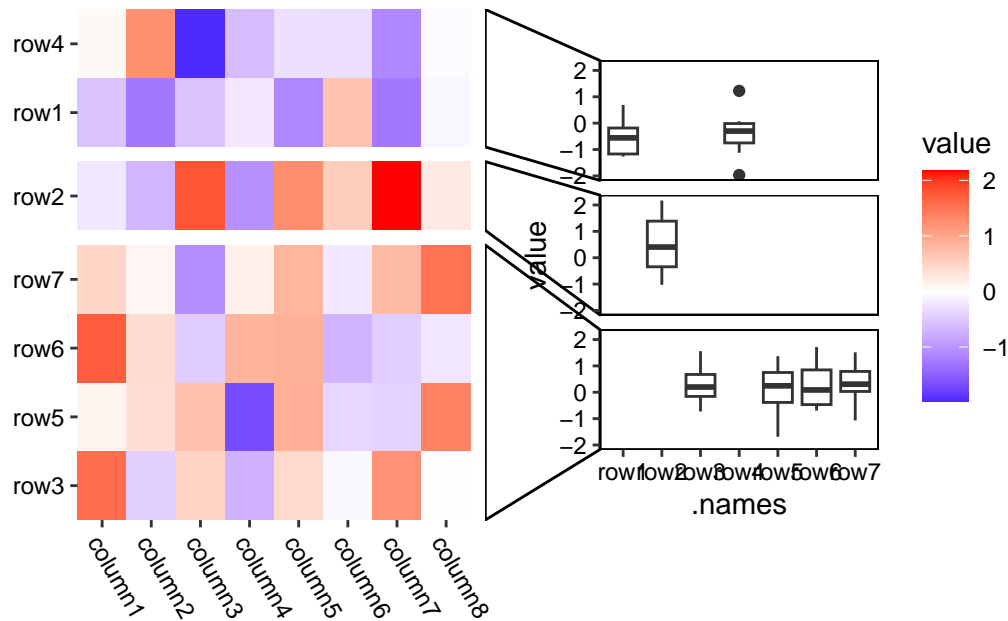 row4
row1
row2
row7
row6
row5
row3
column1
column2
column3
column4
column5
column6
column7
column8
value
2
1
0
−1
−2
2
1
0
−1
−2
2
1
0
−1
−2
row1
row2
row3
row4
row5
row6
row7
.names
value
2
1
0
−1